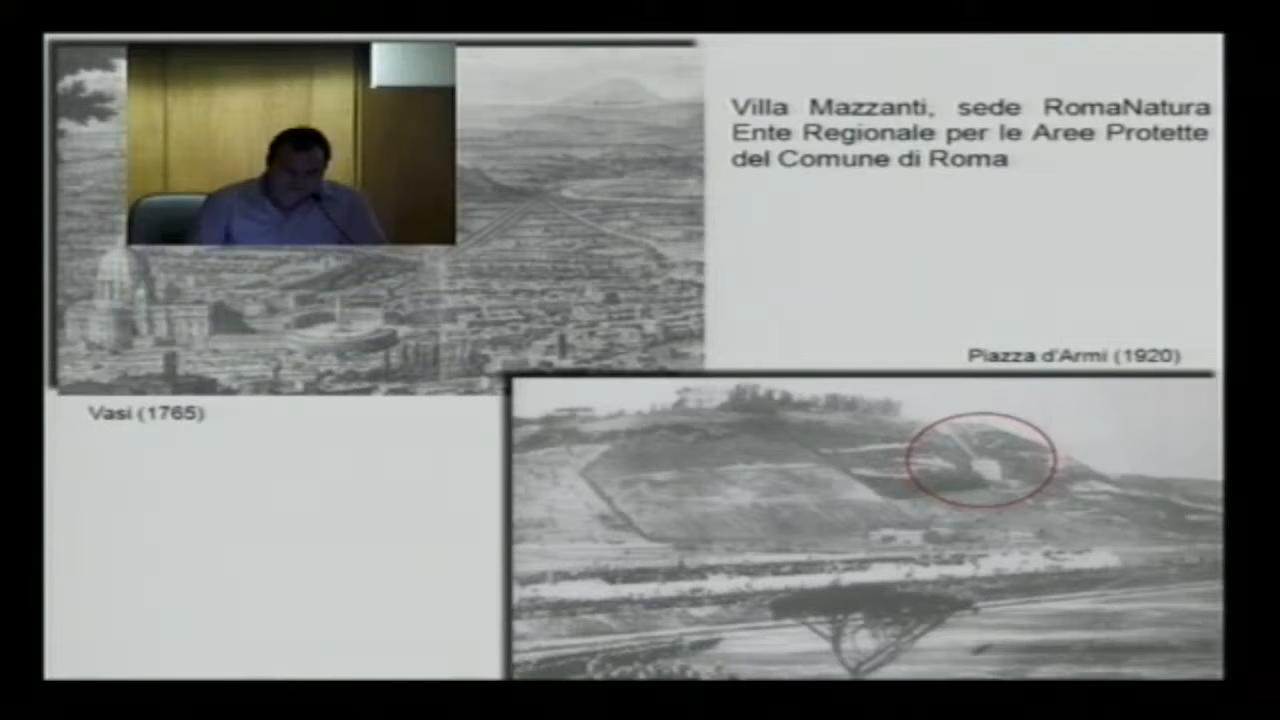 Villa Mazzanti, sede RomaNatura
Ente Regionale per le Aree Protette
del Comune di Roma
Piazza d'Armi (1920)
Vasi (1765)